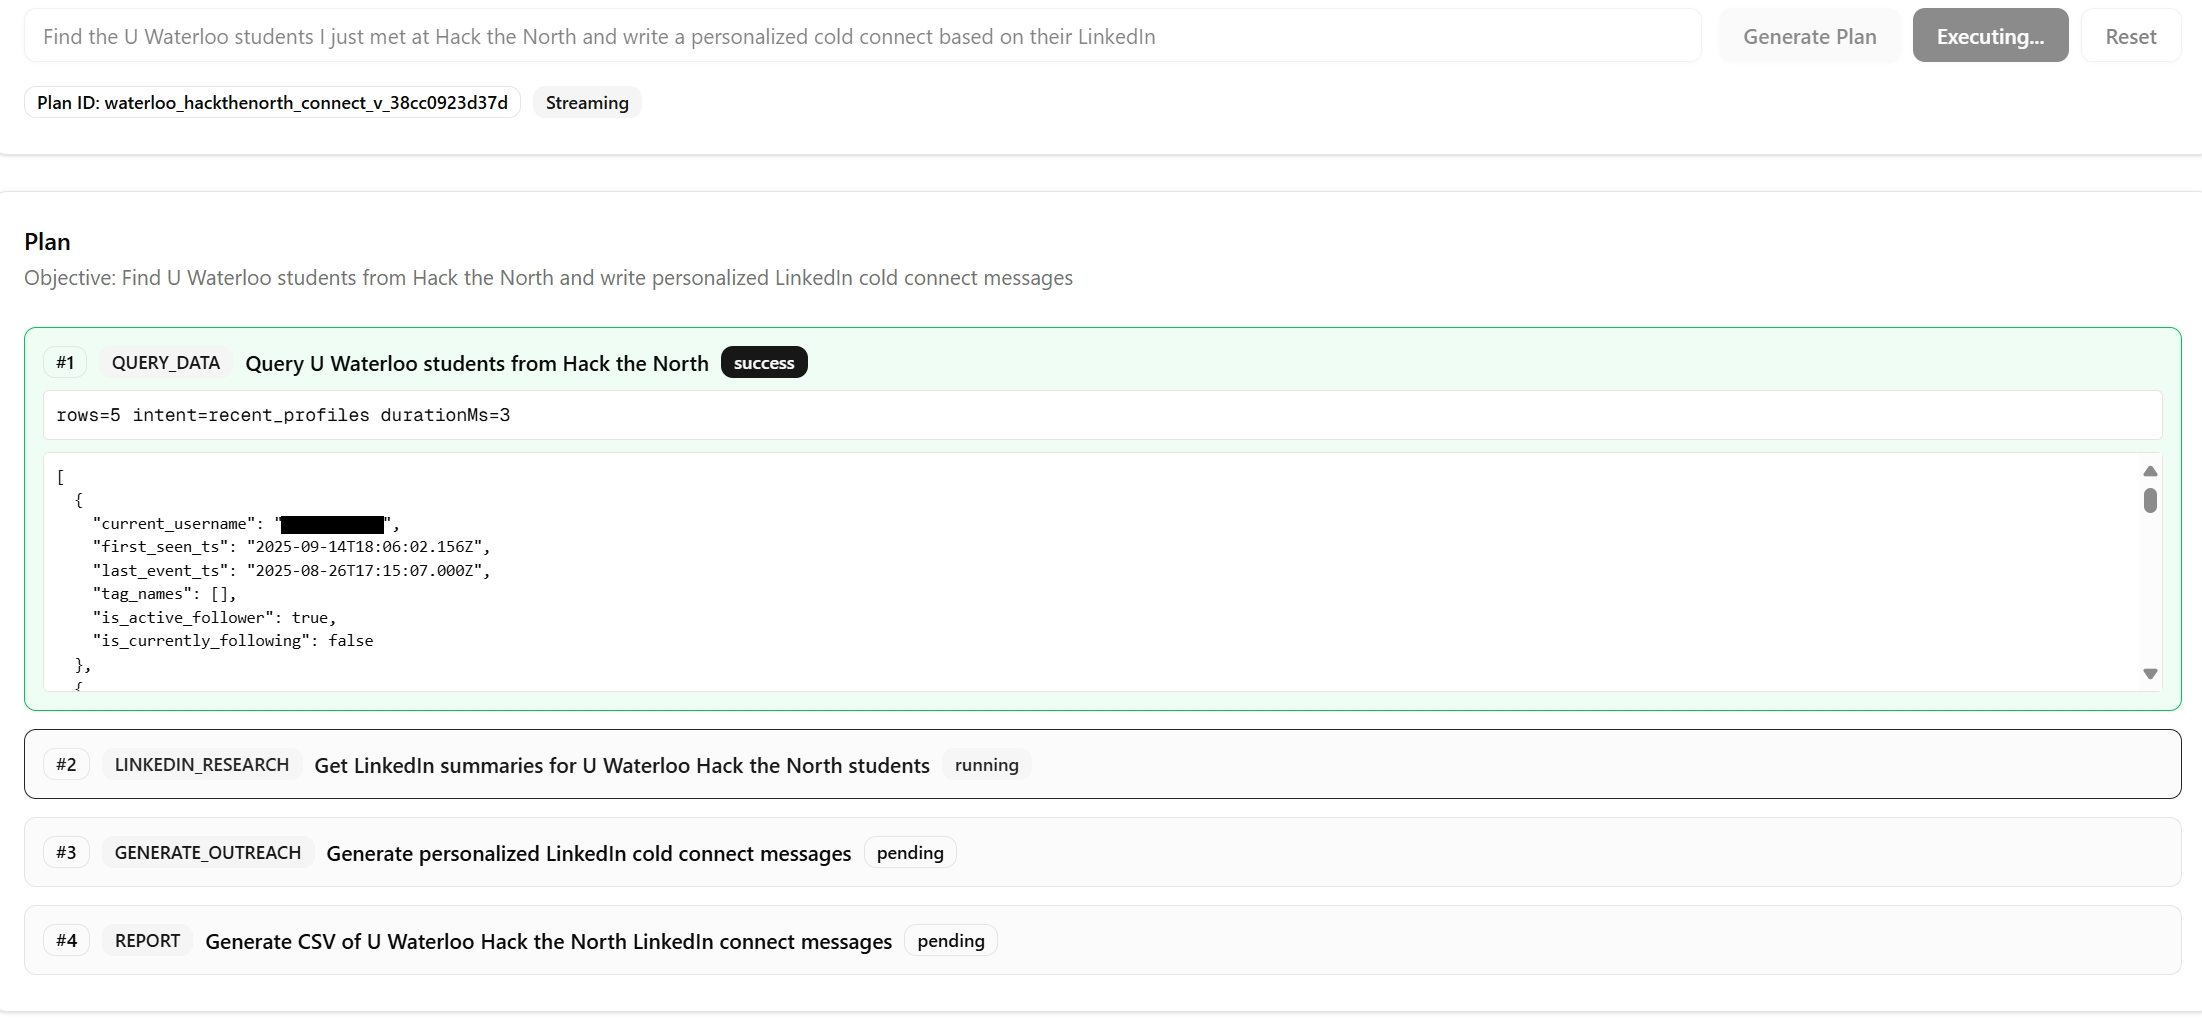 Find the U Waterloo students I just met at Hack the North and write a personalized cold connect based on their LinkedIn
Generate Plan
Executing...
Reset
Plan ID: waterloo_hackthenorth_connect_v_38cc0923d37d
Streaming
Plan
Objective: Find U Waterloo students from Hack the North and write personalized LinkedIn cold connect messages
#1 QUERY_DATA Query U Waterloo students from Hack the North success
rows=5 intent=recent_profiles durationMs=3
[
{
"current_username": "",
"first_seen_ts": "2025-09-14T18:06:02.156Z",
"last_event_ts": "2025-08-26T17:15:07.000Z",
"tag_names": [],
"is_active_follower": true,
"is_currently_following": false
},
{
#2 LINKEDIN_RESEARCH Get LinkedIn summaries for U Waterloo Hack the North students running
#3 GENERATE_OUTREACH Generate personalized LinkedIn cold connect messages pending
#4 REPORT Generate CSV of U Waterloo Hack the North LinkedIn connect messages pending